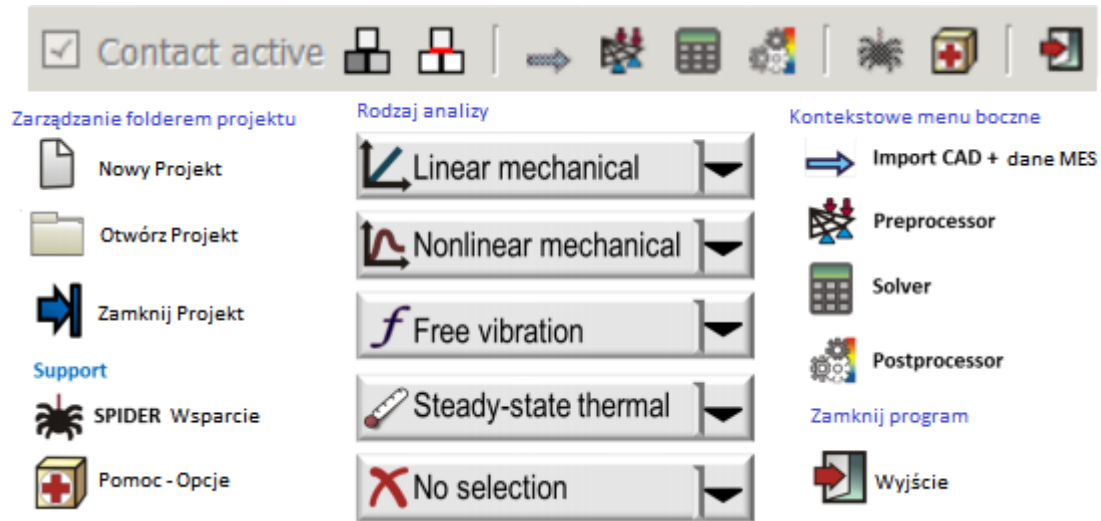 Contact active
Zarządzanie folderem projektu
Nowy Projekt
Otwórz Projekt
Zamknij Projekt
Support
SPIDER Wsparcie
Pomoc - Opcje
Rodzaj analizy
Linear mechanical
Nonlinear mechanical
Free vibration
Steady-state thermal
No selection
Kontekstowe menu boczne
Import CAD + dane MES
Preprocessor
Solver
Postprocessor
Zamknij program
Wyjście